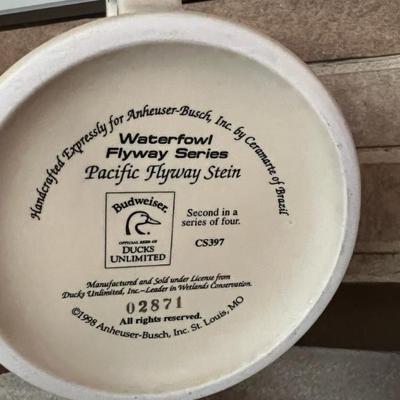 Handcrafted Expressly for Anheuser-Busch, Inc. by Ceramarte of Brazil
Waterfowl
Flyway Series
Pacific Flyway Stein
Budweiser®
OFFICIAL BEER OF
DUCKS
UNLIMITED
Second in a
series of four.
CS397
Manufactured and Sold under License from
Ducks Unlimited, Inc.–Leader in Wetlands Conservation.
02871
All rights reserved.
©1998 Anheuser-Busch, Inc. St. Louis, MO